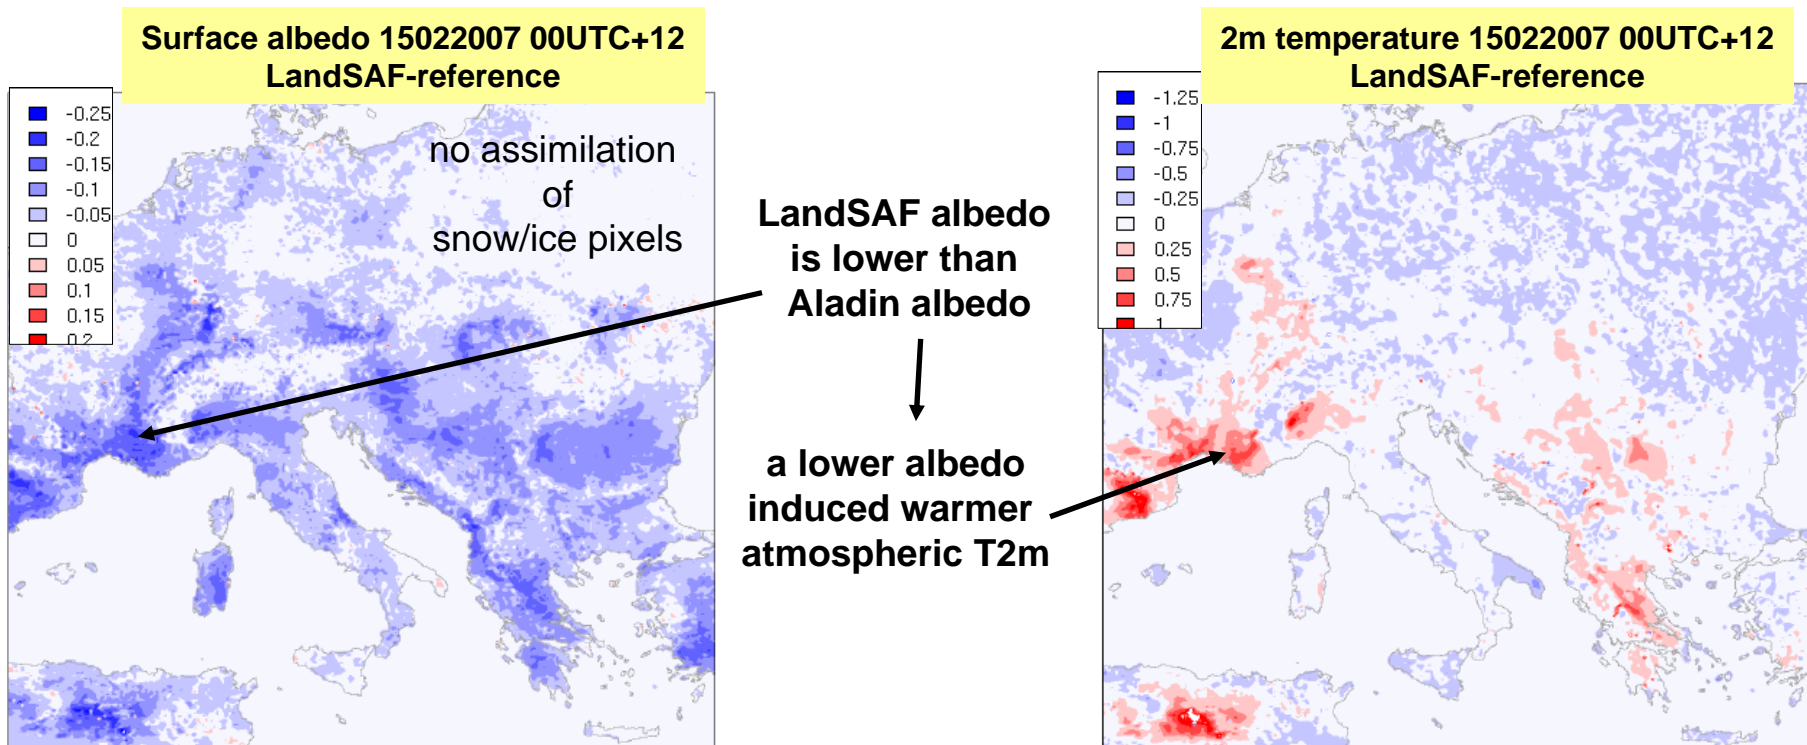 Surface albedo 15022007 00UTC+12
LandSAF-reference
-0.25
-0.2
-0.15
-0.1
-0.05
0
0.05
0.1
0.15
0.2
no assimilation
of
snow/ice pixels
LandSAF albedo
is lower than
Aladin albedo
a lower albedo
induced warmer
atmospheric T2m
2m temperature 15022007 00UTC+12
LandSAF-reference
-1.25
-1
-0.75
-0.5
-0.25
0
0.25
0.5
0.75
1